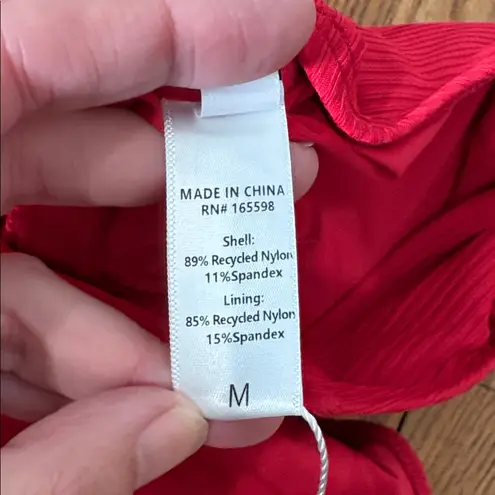 MADE IN CHINA
RN# 165598
Shell:
89% Recycled Nylon
11%Spandex
Lining:
85% Recycled Nylon
15%Spandex
M